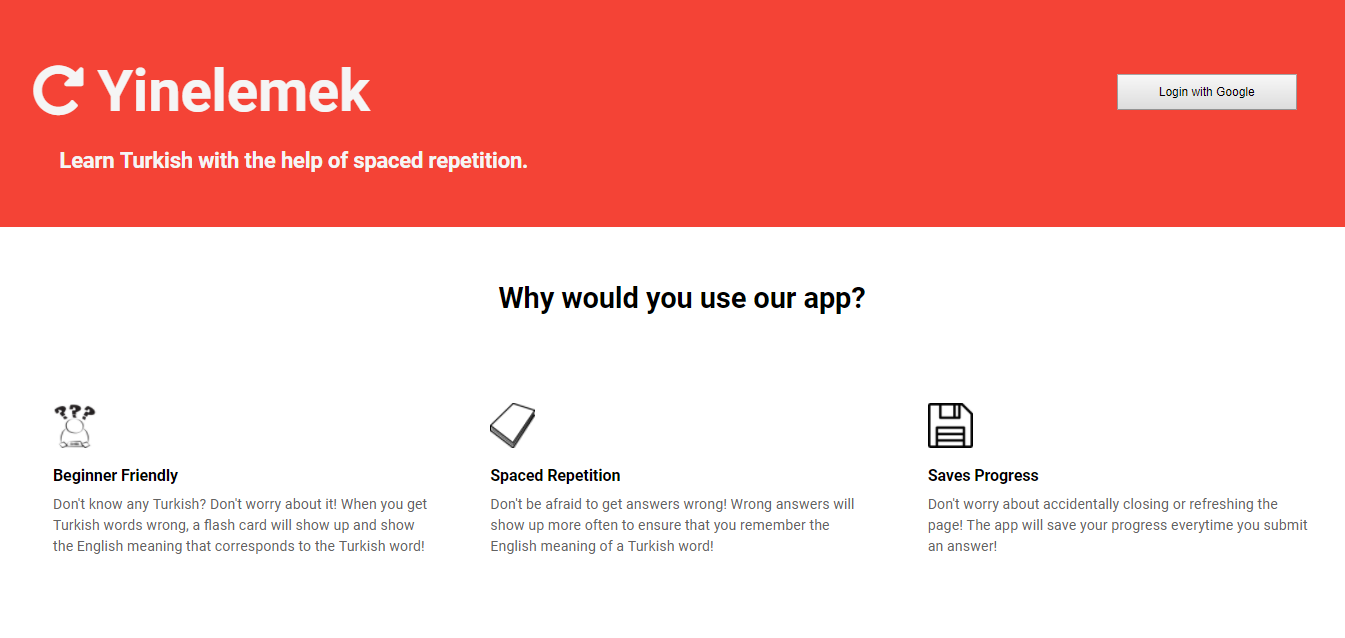 Yinelemek
Login with Google
Learn Turkish with the help of spaced repetition.
Why would you use our app?
???
Beginner Friendly
Don't know any Turkish? Don't worry about it! When you get
Turkish words wrong, a flash card will show up and show
the English meaning that corresponds to the Turkish word!
Spaced Repetition
Don't be afraid to get answers wrong! Wrong answers will
show up more often to ensure that you remember the
English meaning of a Turkish word!
Saves Progress
Don't worry about accidentally closing or refreshing the
page! The app will save your progress everytime you submit
an answer!